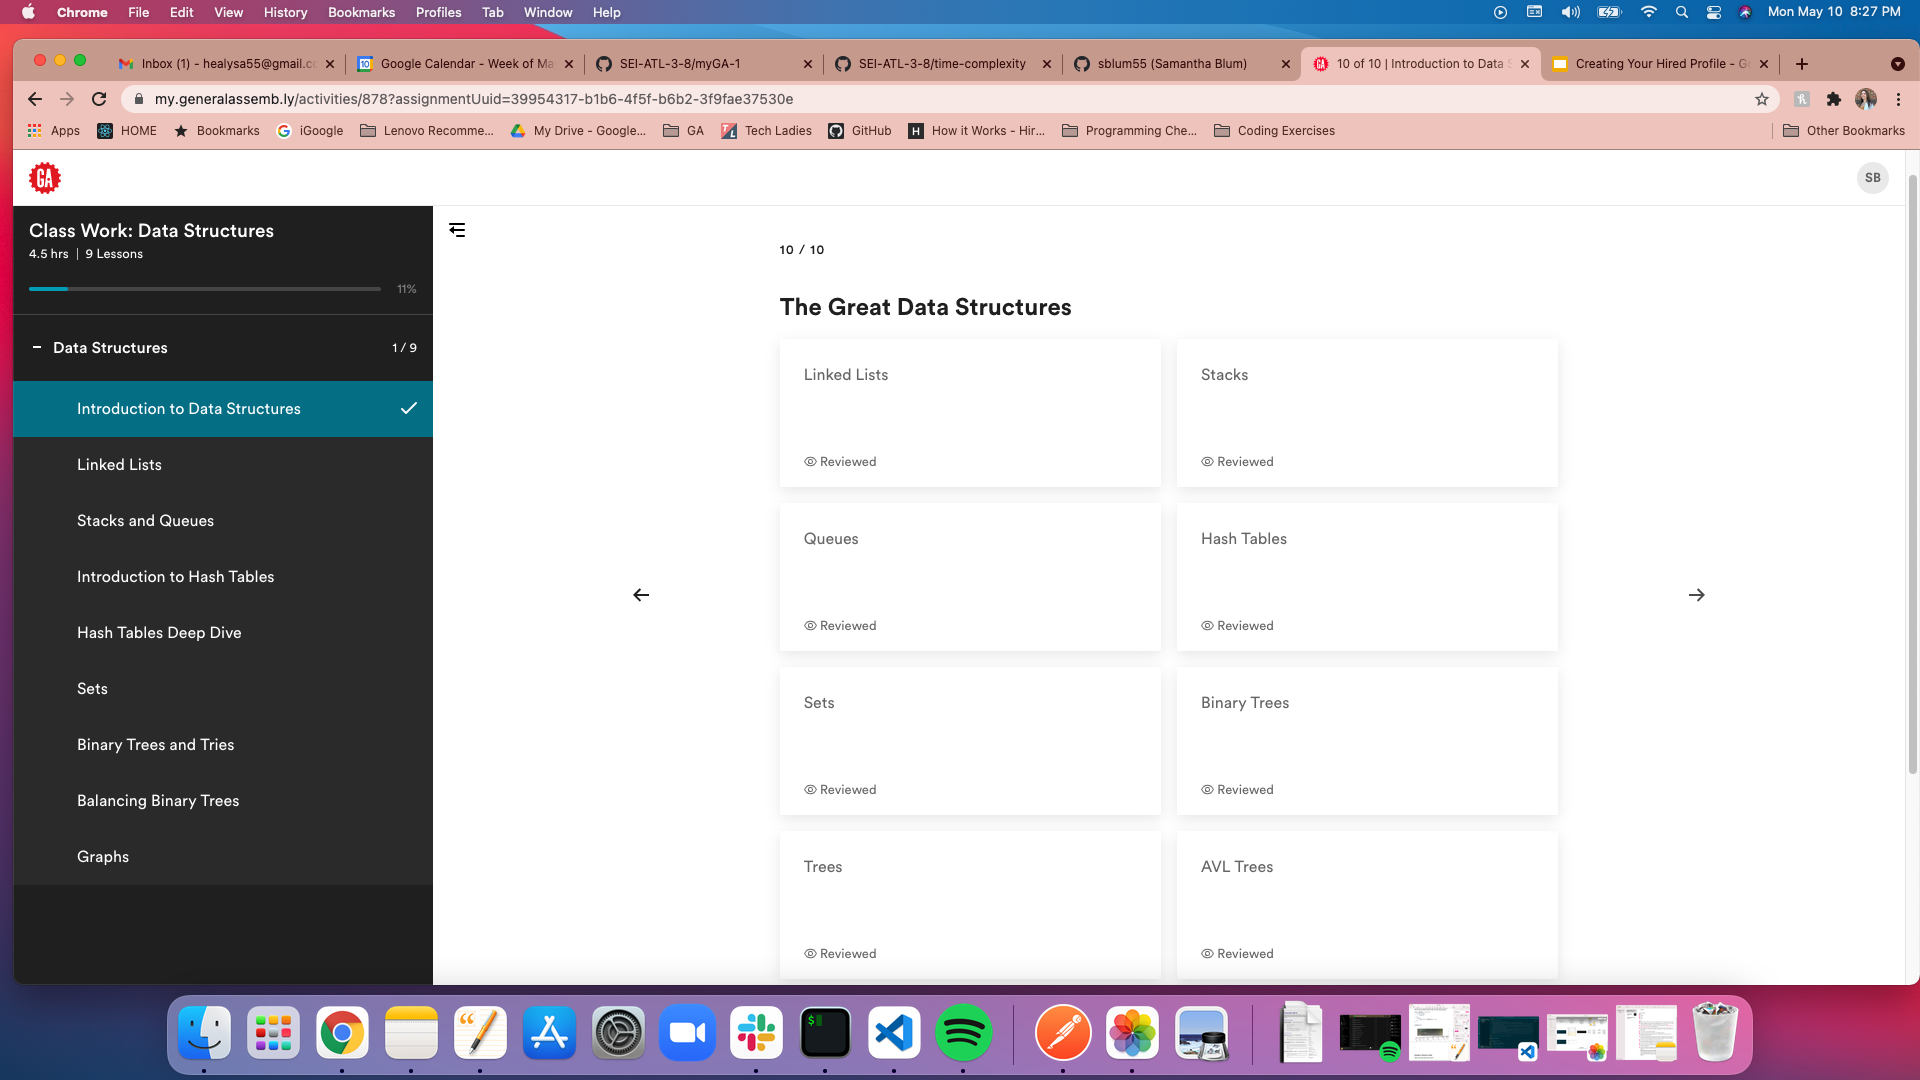 Chrome File Edit View History Bookmarks Profiles Tab Window Help Mon May 10 8:27 PM
Inbox (1) - healysa55@gmail.c
Google Calendar - Week of Ma
SEI-ATL-3-8/myGA-1
SEI-ATL-3-8/time-complexity
sblum55 (Samantha Blum)
10 of 10 | Introduction to Data S
Creating Your Hired Profile - G
my.generalassemb.ly/activities/878?assignmentUuid=39954317-b1b6-4f5f-b6b2-3f9fae37530e
Apps HOME Bookmarks iGoogle Lenovo Recomme... My Drive - Google... GA Tech Ladies GitHub How it Works - Hir... Programming Che... Coding Exercises Other Bookmarks
GA
SB
Class Work: Data Structures
4.5 hrs | 9 Lessons
11%
Data Structures 1 / 9
Introduction to Data Structures
Linked Lists
Stacks and Queues
Introduction to Hash Tables
Hash Tables Deep Dive
Sets
Binary Trees and Tries
Balancing Binary Trees
Graphs
10 / 10
The Great Data Structures
Linked Lists
Reviewed
Stacks
Reviewed
Queues
Reviewed
Hash Tables
Reviewed
Sets
Reviewed
Binary Trees
Reviewed
Trees
Reviewed
AVL Trees
Reviewed